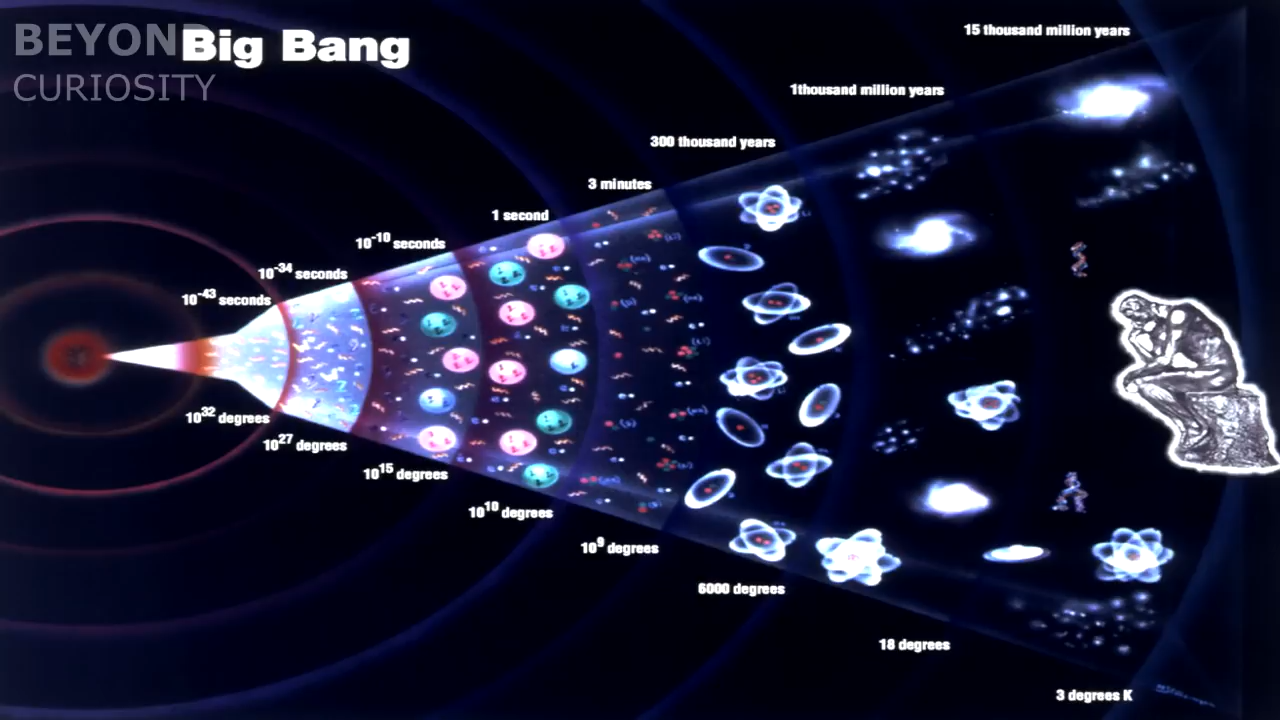 BEYOND
Big Bang
CURIOSITY
15 thousand million years
1thousand million years
300 thousand years
3 minutes
1 second
10⁻¹⁰ seconds
10⁻³⁴ seconds
10⁻⁴³ seconds
10³² degrees
10²⁷ degrees
10¹⁵ degrees
10¹⁰ degrees
10⁹ degrees
6000 degrees
18 degrees
3 degrees K